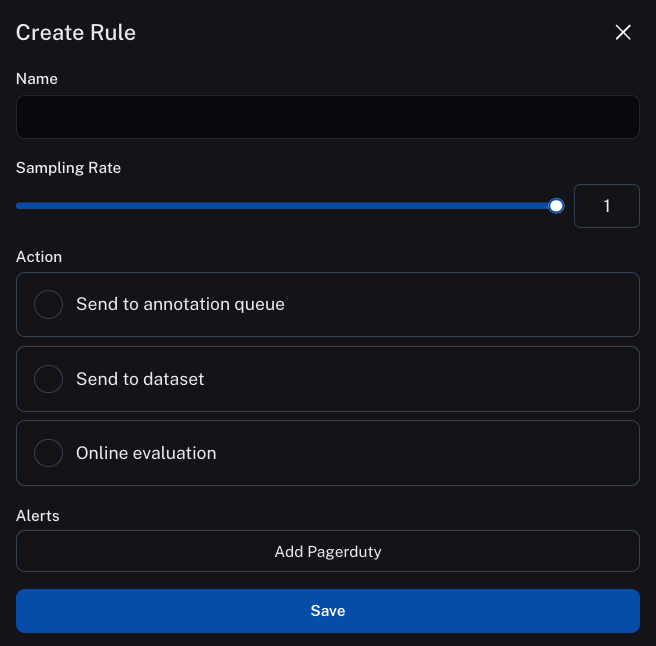 Create Rule
Name
Sampling Rate
1
Action
Send to annotation queue
Send to dataset
Online evaluation
Alerts
Add Pagerduty
Save